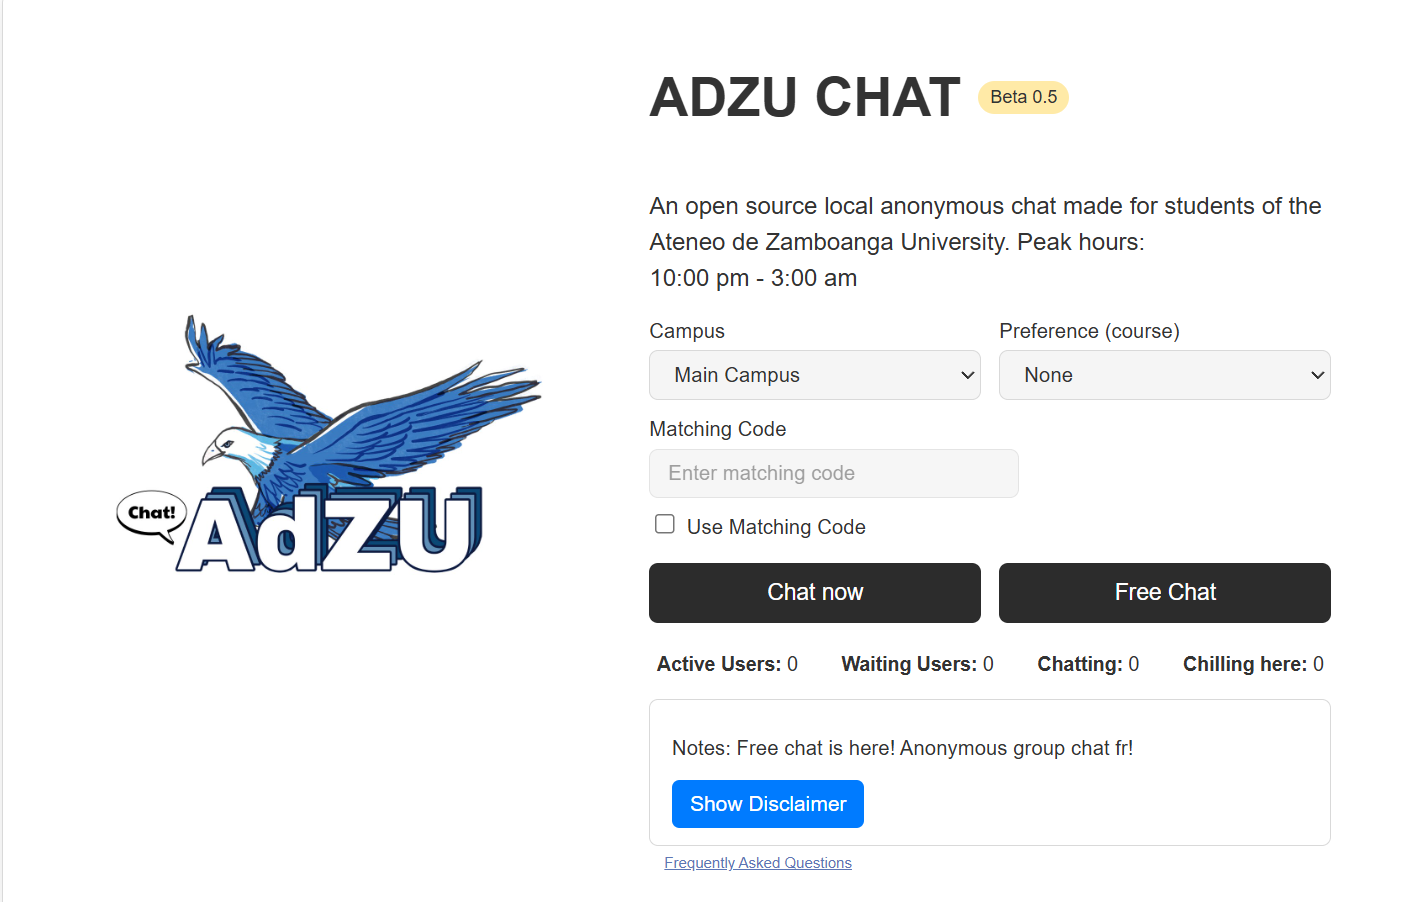 ADZU CHAT Beta 0.5
An open source local anonymous chat made for students of the
Ateneo de Zamboanga University. Peak hours:
10:00 pm - 3:00 am
Campus Preference (course)
Main Campus None
Matching Code
Enter matching code
Use Matching Code
Chat now Free Chat
Active Users: 0 Waiting Users: 0 Chatting: 0 Chilling here: 0
Notes: Free chat is here! Anonymous group chat fr!
Show Disclaimer
Frequently Asked Questions
Chat!
AdZU